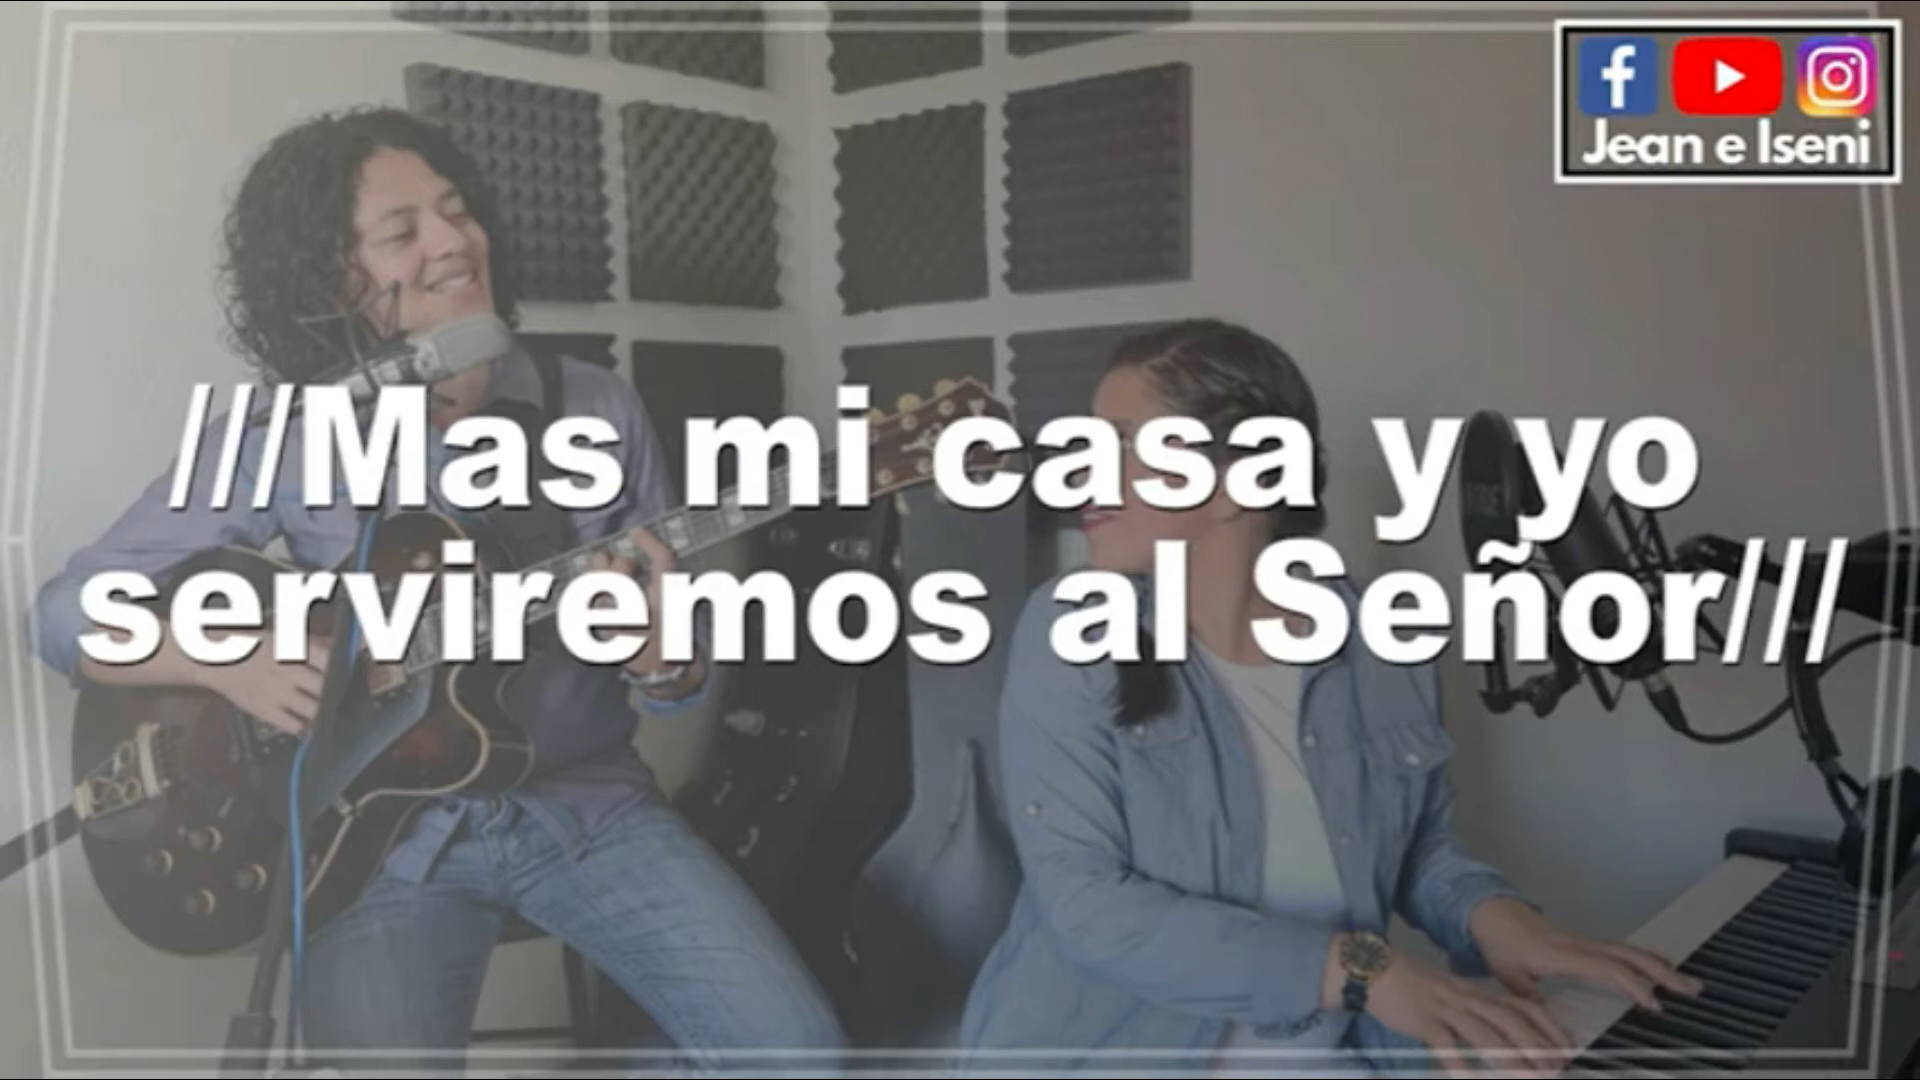 Jean e Iseni
///Mas mi casa y yo
serviremos al Señor///